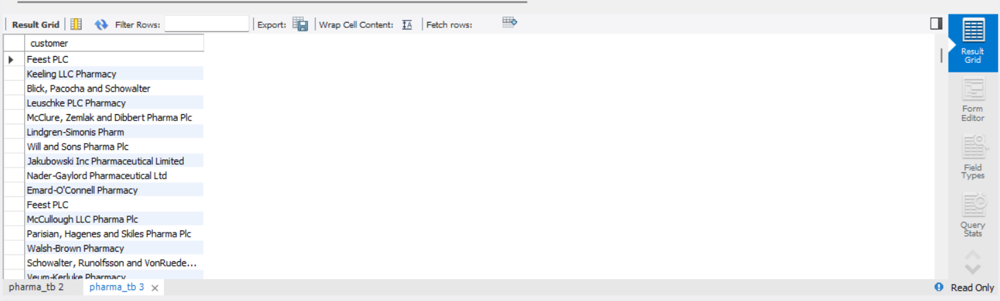 Result Grid Filter Rows: Export: Wrap Cell Content: Fetch rows:
customer
Feest PLC
Keeling LLC Pharmacy
Blick, Pacocha and Schowalter
Leuschke PLC Pharmacy
McClure, Zemlak and Dibbert Pharma Plc
Lindgren-Simonis Pharm
Will and Sons Pharma Plc
Jakubowski Inc Pharmaceutical Limited
Nader-Gaylord Pharmaceutical Ltd
Emard-O'Connell Pharmacy
Feest PLC
McCullough LLC Pharma Plc
Parisian, Hagenes and Skiles Pharma Plc
Walsh-Brown Pharmacy
Schowalter, Runolfsson and VonRuede...
Veum-Kerluke Pharmacy
Result
Grid
Form
Editor
Field
Types
Query
Stats
pharma_tb 2 pharma_tb 3 Read Only